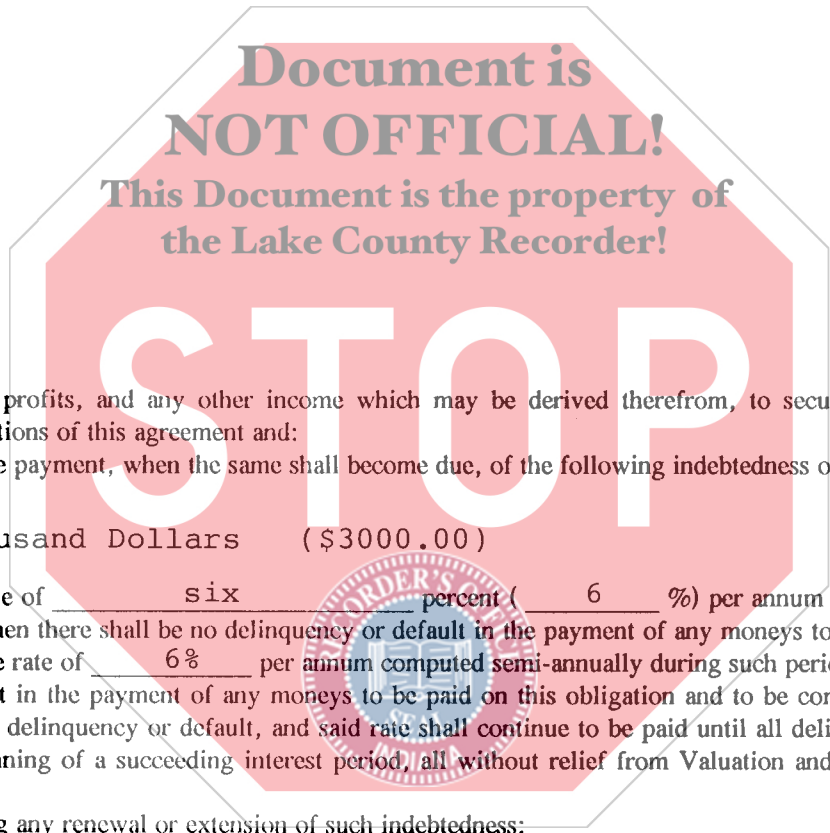 Document is
NOT OFFICIAL!
This Document is the property of
the Lake County Recorder!
STOP
profits, and any other income which may be derived therefrom, to secu
tions of this agreement and:
e payment, when the same shall become due, of the following indebtedness o
usand Dollars ($3000.00)
e of six percent ( 6 %) per annum
hen there shall be no delinquency or default in the payment of any moneys to
e rate of 6% per annum computed semi-annually during such peri
t in the payment of any moneys to be paid on this obligation and to be co
delinquency or default, and said rate shall continue to be paid until all deli
nning of a succeeding interest period, all without relief from Valuation and
g any renewal or extension of such indebtedness:
RECORDER'S OFFICE
SEAL
INDIANA